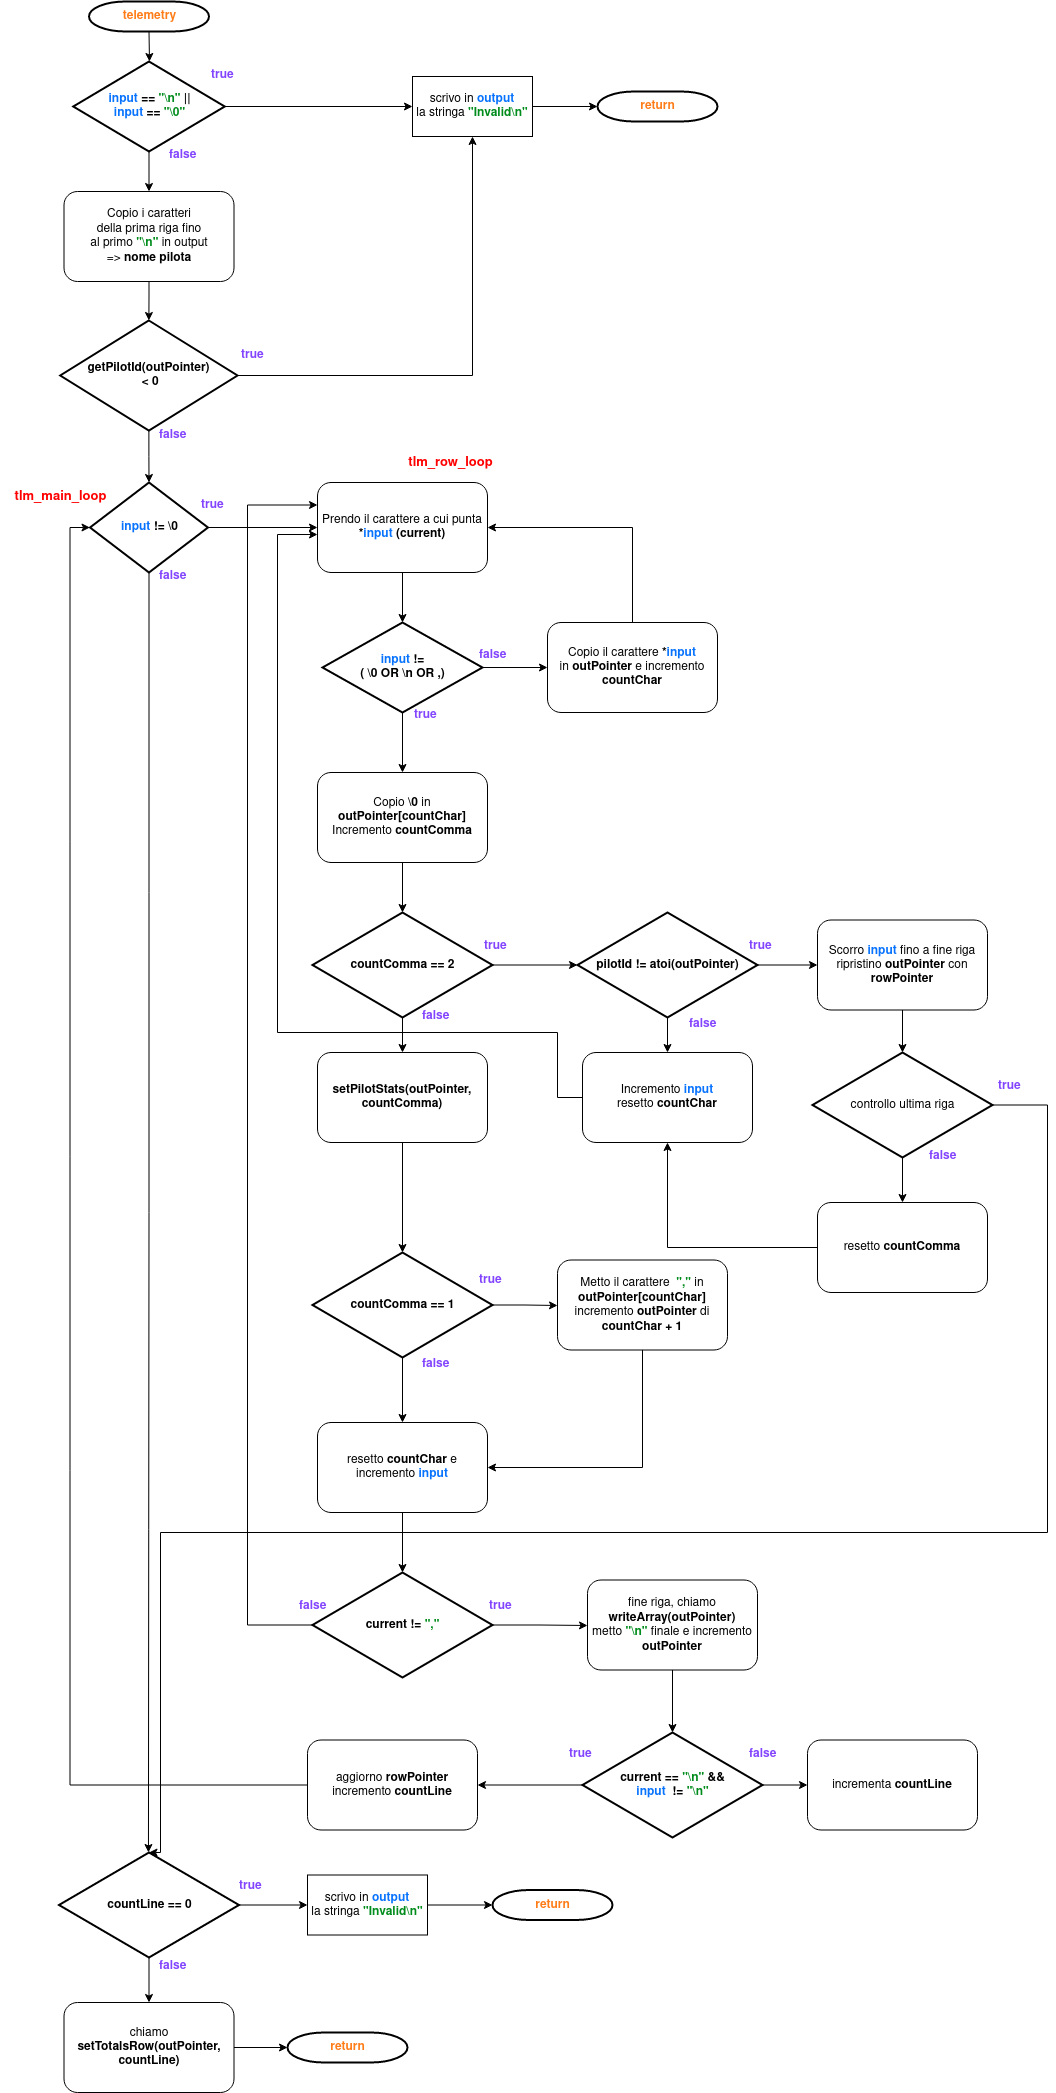 telemetry
true
input == "\n" ||
input == "\0"
scrivo in output
la stringa "Invalid\n"
return
false
Copio i caratteri
della prima riga fino
al primo "\n" in output
=> nome pilota
true
getPilotId(outPointer)
< 0
false
tlm_row_loop
tlm_main_loop
true
input != \0
Prendo il carattere a cui punta
*input (current)
false
input !=
( \0 OR \n OR ,)
false
Copio il carattere *input
in outPointer e incremento
countChar
true
Copio \0 in
outPointer[countChar]
Incremento countComma
true
true
countComma == 2
pilotId != atoi(outPointer)
Scorro input fino a fine riga
ripristino outPointer con
rowPointer
false
false
setPilotStats(outPointer,
countComma)
Incremento input
resetto countChar
true
controllo ultima riga
false
resetto countComma
true
countComma == 1
Metto il carattere "," in
outPointer[countChar]
incremento outPointer di
countChar + 1
false
resetto countChar e
incremento input
false
true
current != ","
fine riga, chiamo
writeArray(outPointer)
metto "\n" finale e incremento
outPointer
true
false
aggiorno rowPointer
incremento countLine
current == "\n" &&
input != "\n"
incrementa countLine
true
countLine == 0
scrivo in output
la stringa "Invalid\n"
return
false
chiamo
setTotalsRow(outPointer,
countLine)
return